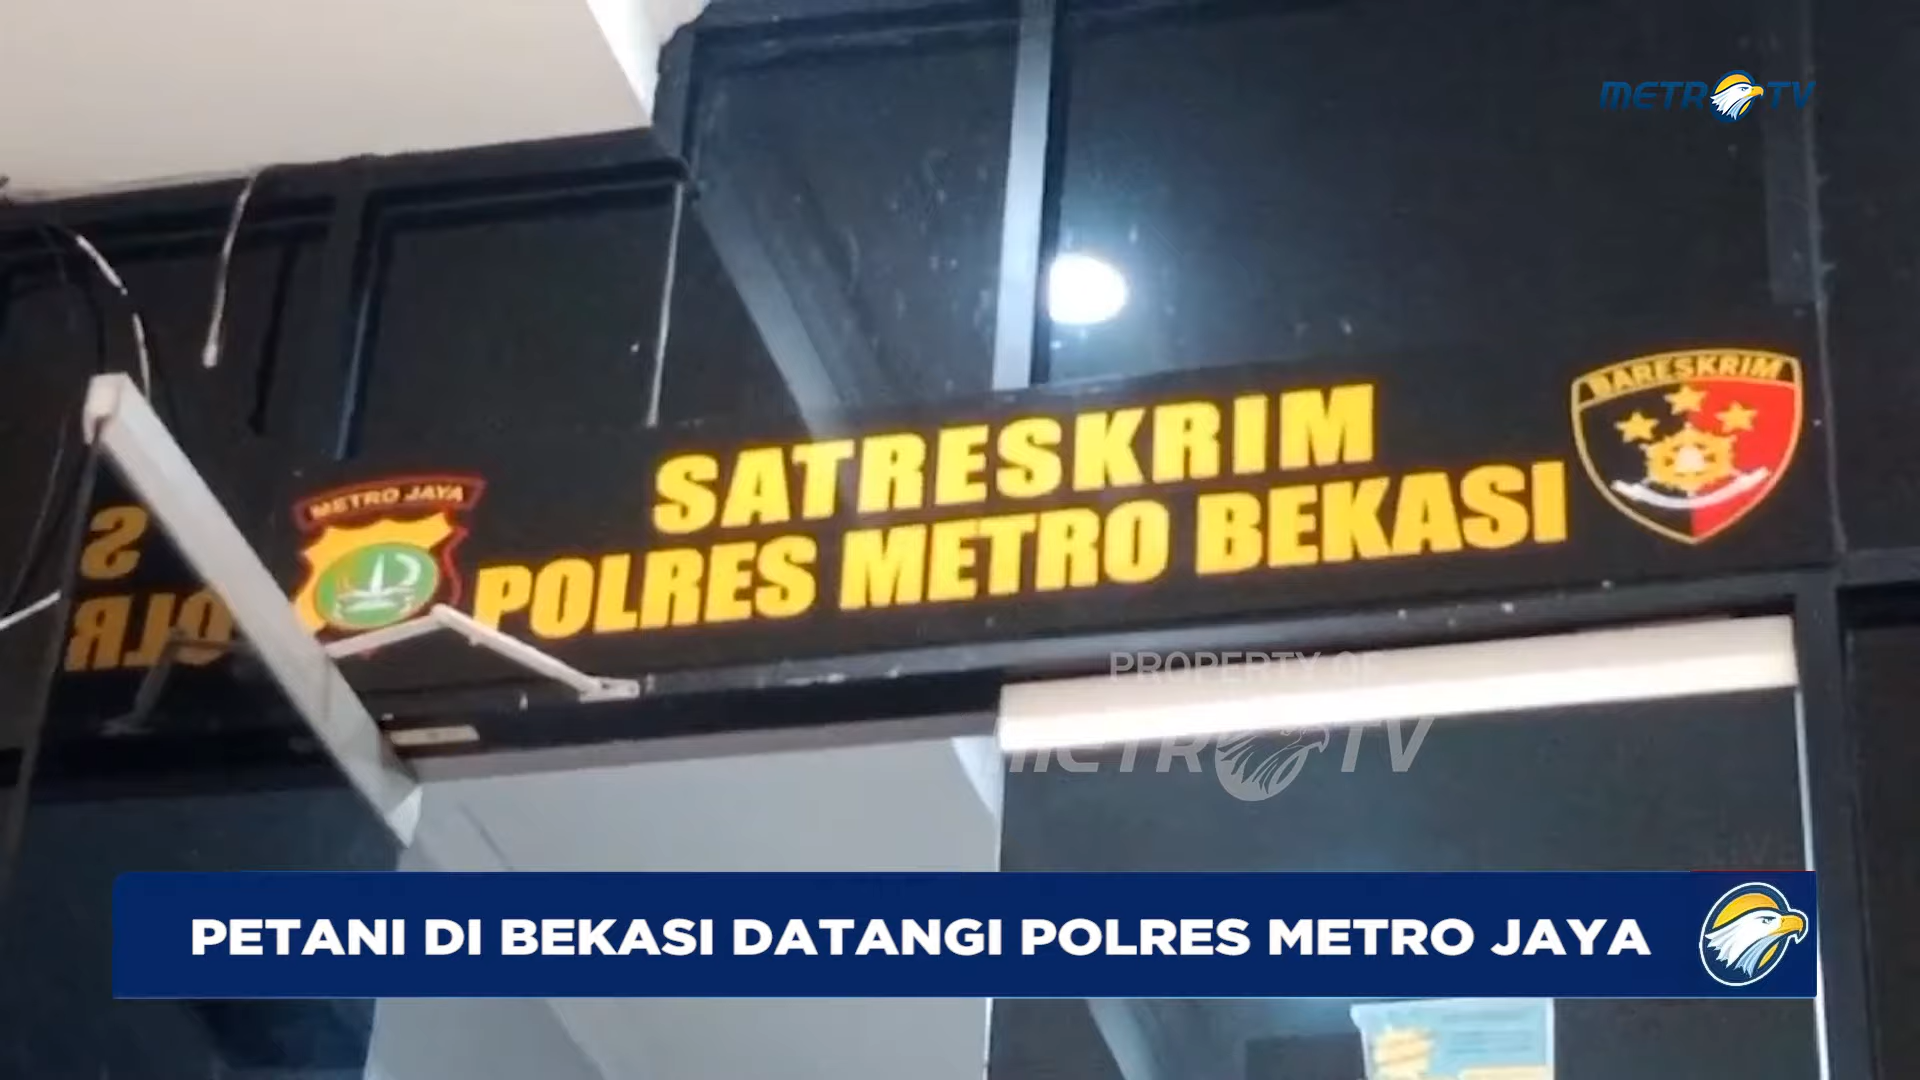 METRO TV
BARESKRIM
SATRESKRIM
METRO JAYA
POLRES METRO BEKASI
PROPERTY OF
METRO TV
LIVE
PETANI DI BEKASI DATANGI POLRES METRO JAYA